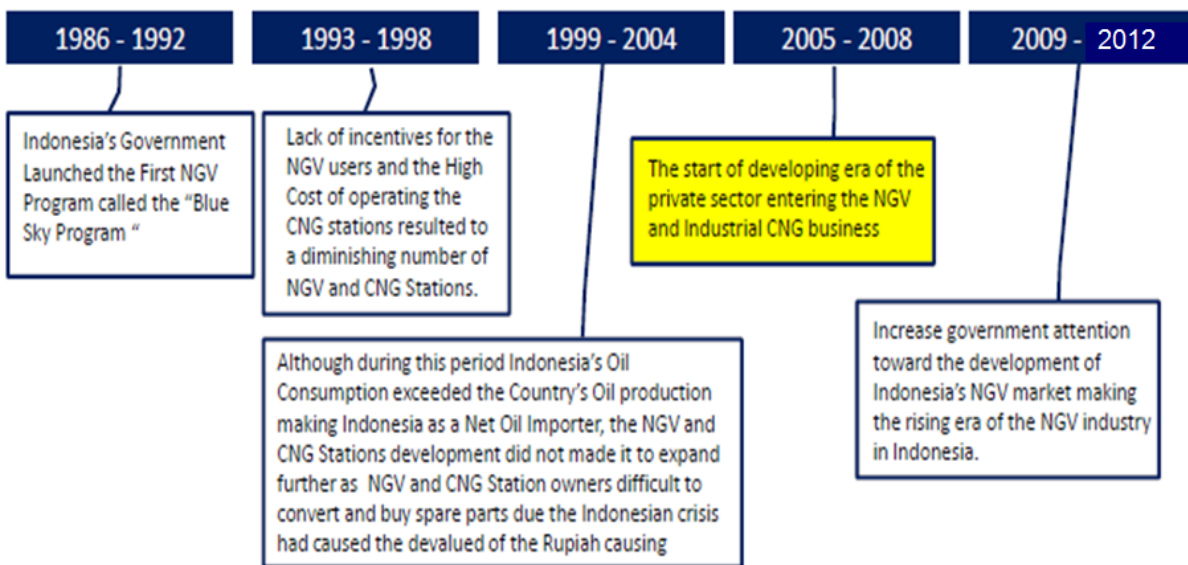 1986 - 1992
1993 - 1998
1999 - 2004
2005 - 2008
2009 - 2012
Indonesia's Government
Launched the First NGV
Program called the "Blue
Sky Program "
Lack of incentives for the
NGV users and the High
Cost of operating the
CNG stations resulted to
a diminishing number of
NGV and CNG Stations.
Although during this period Indonesia's Oil
Consumption exceeded the Country's Oil production
making Indonesia as a Net Oil Importer, the NGV and
CNG Stations development did not made it to expand
further as NGV and CNG Station owners difficult to
convert and buy spare parts due the Indonesian crisis
had caused the devalued of the Rupiah causing
The start of developing era of the
private sector entering the NGV
and Industrial CNG business
Increase government attention
toward the development of
Indonesia's NGV market making
the rising era of the NGV industry
in Indonesia.